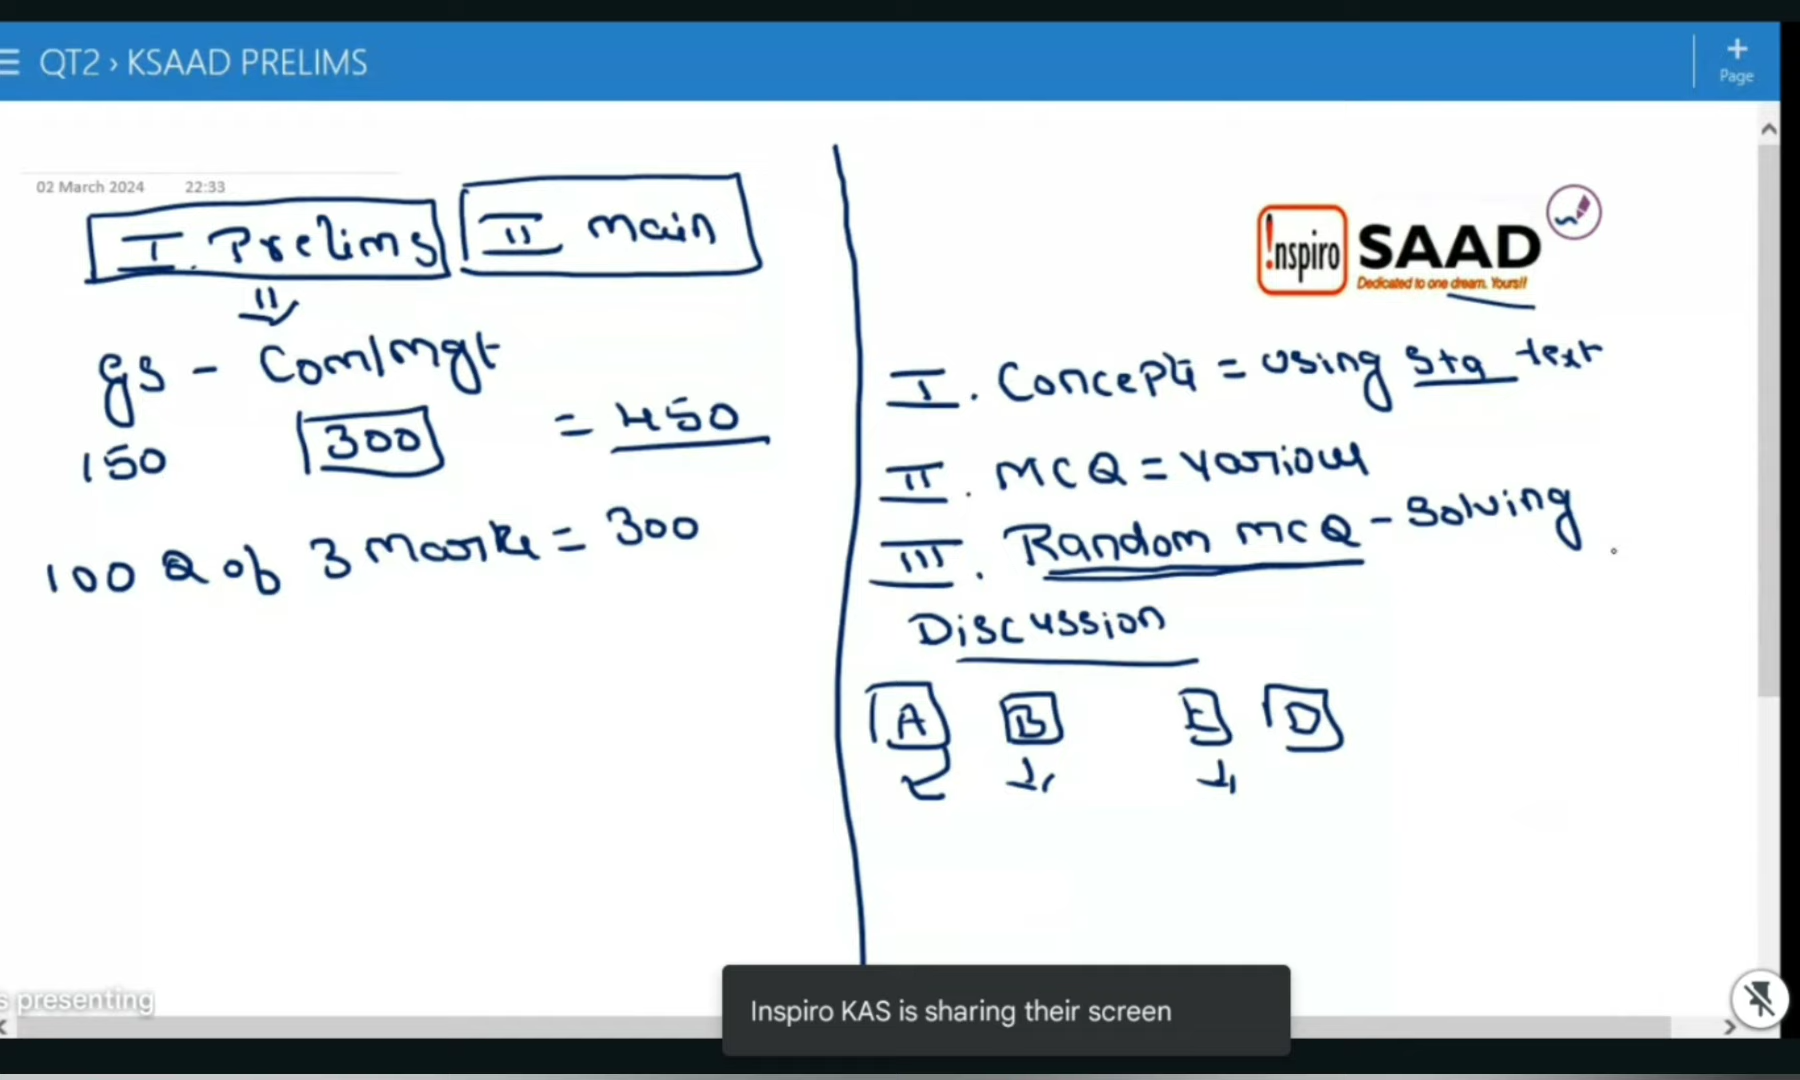 QT2 › KSAAD PRELIMS
+
Page
02 March 2024 22:33
I. Prelims II main
gs - Com/mgt
150 300 = 450
100 Q of 3 Marks = 300
!nspiro SAAD
Dedicated to one dream. Yours!!
I. Concepts = using Std text
II. MCQ = various
III. Random MCQ - Solving
Discussion
A B C D
s presenting
Inspiro KAS is sharing their screen